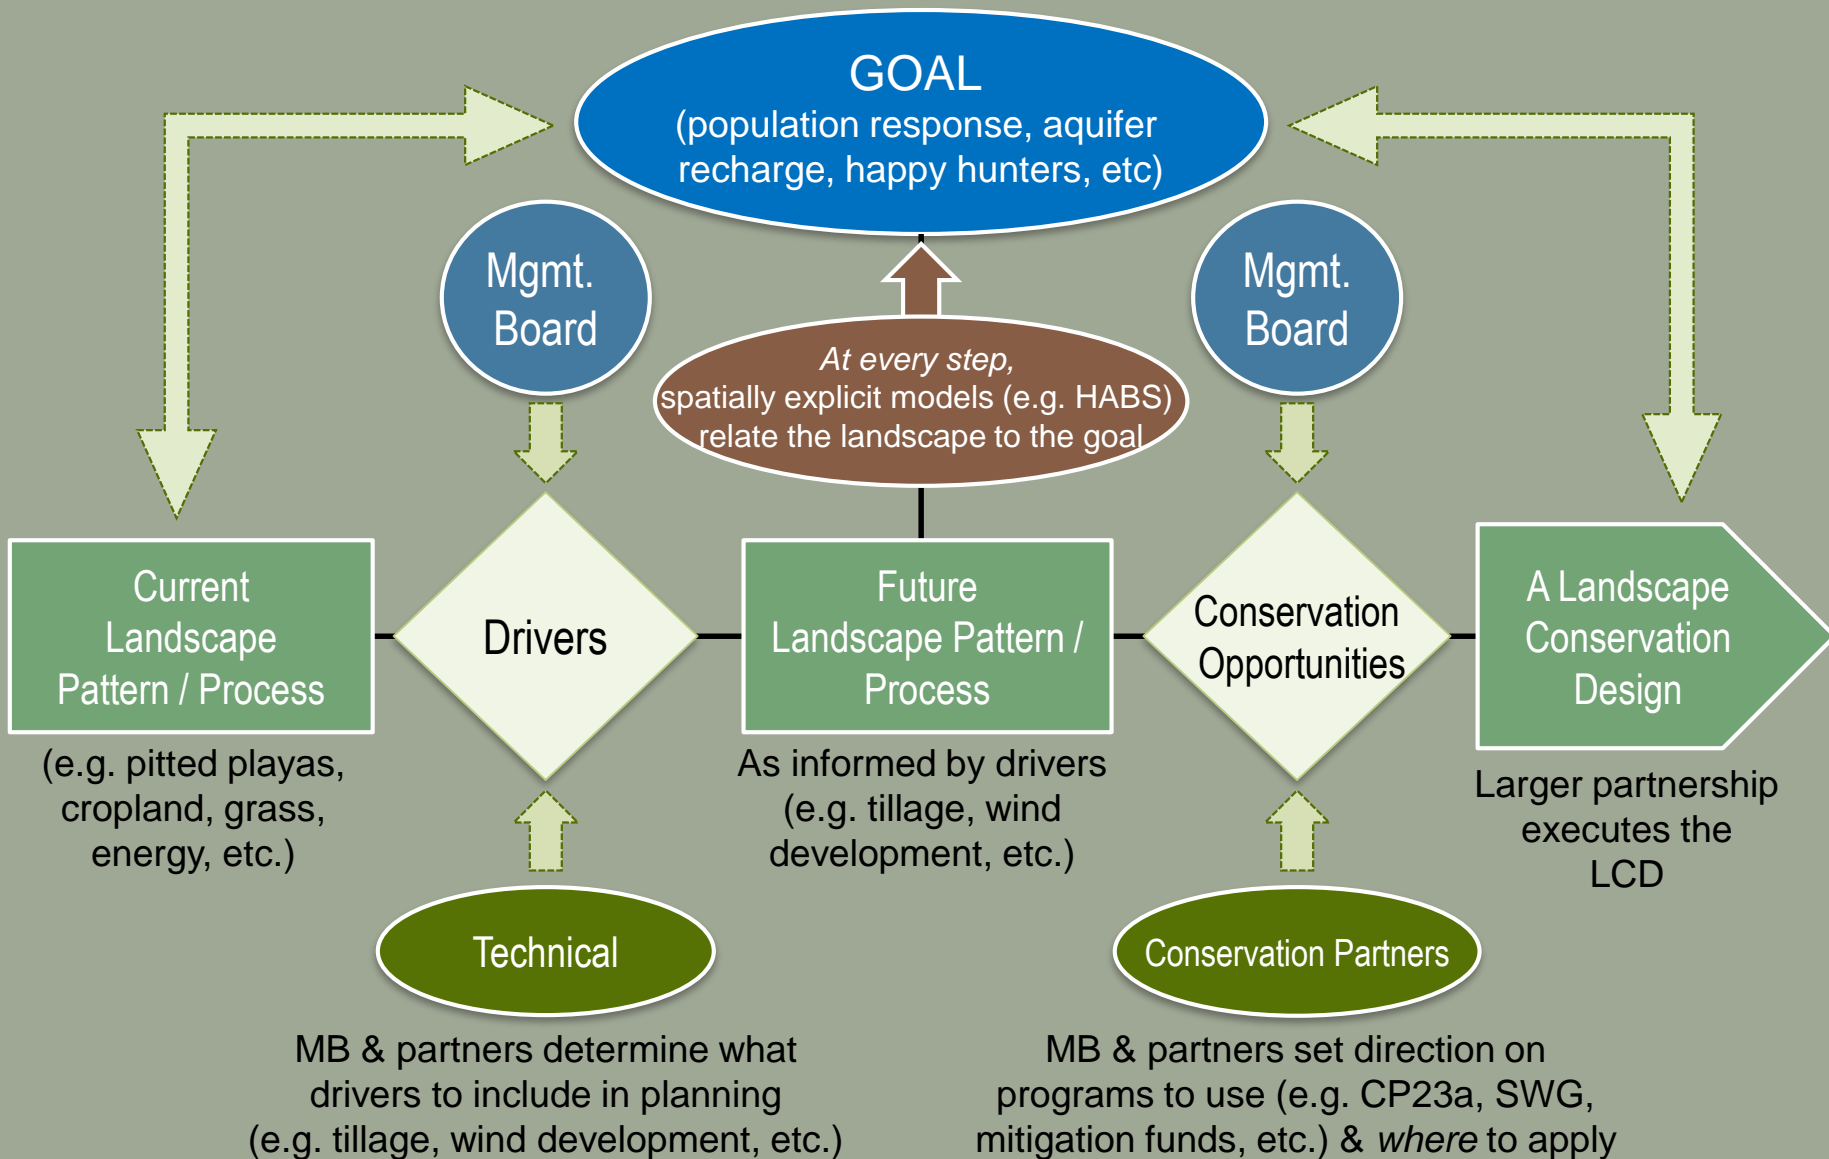 GOAL
(population response, aquifer
recharge, happy hunters, etc)
Mgmt.
Board
Mgmt.
Board
At every step,
spatially explicit models (e.g. HABS)
relate the landscape to the goal
Current
Landscape
Pattern / Process
Drivers
Future
Landscape Pattern /
Process
Conservation
Opportunities
A Landscape
Conservation
Design
(e.g. pitted playas,
cropland, grass,
energy, etc.)
As informed by drivers
(e.g. tillage, wind
development, etc.)
Larger partnership
executes the
LCD
Technical
Conservation Partners
MB & partners determine what
drivers to include in planning
(e.g. tillage, wind development, etc.)
MB & partners set direction on
programs to use (e.g. CP23a, SWG,
mitigation funds, etc.) & where to apply